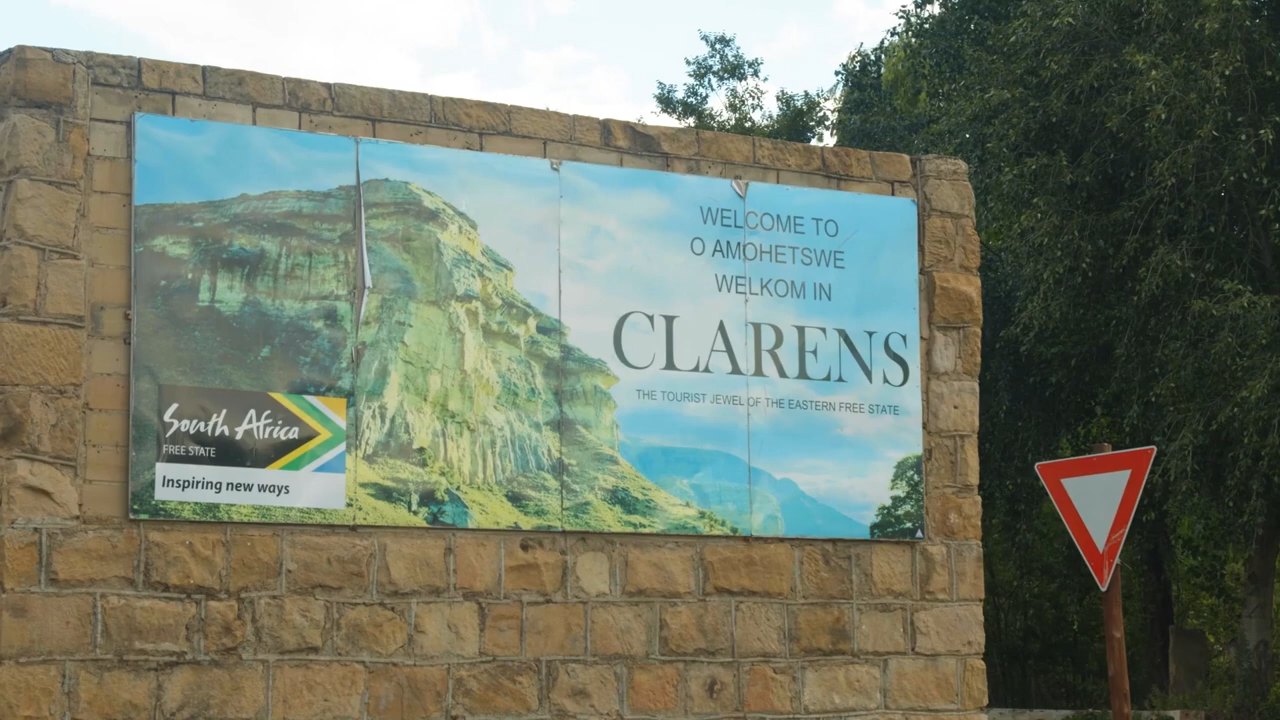 WELCOME TO
O AMOHETSWE
WELKOM IN
CLARENS
THE TOURIST JEWEL OF THE EASTERN FREE STATE
South Africa
FREE STATE
Inspiring new ways